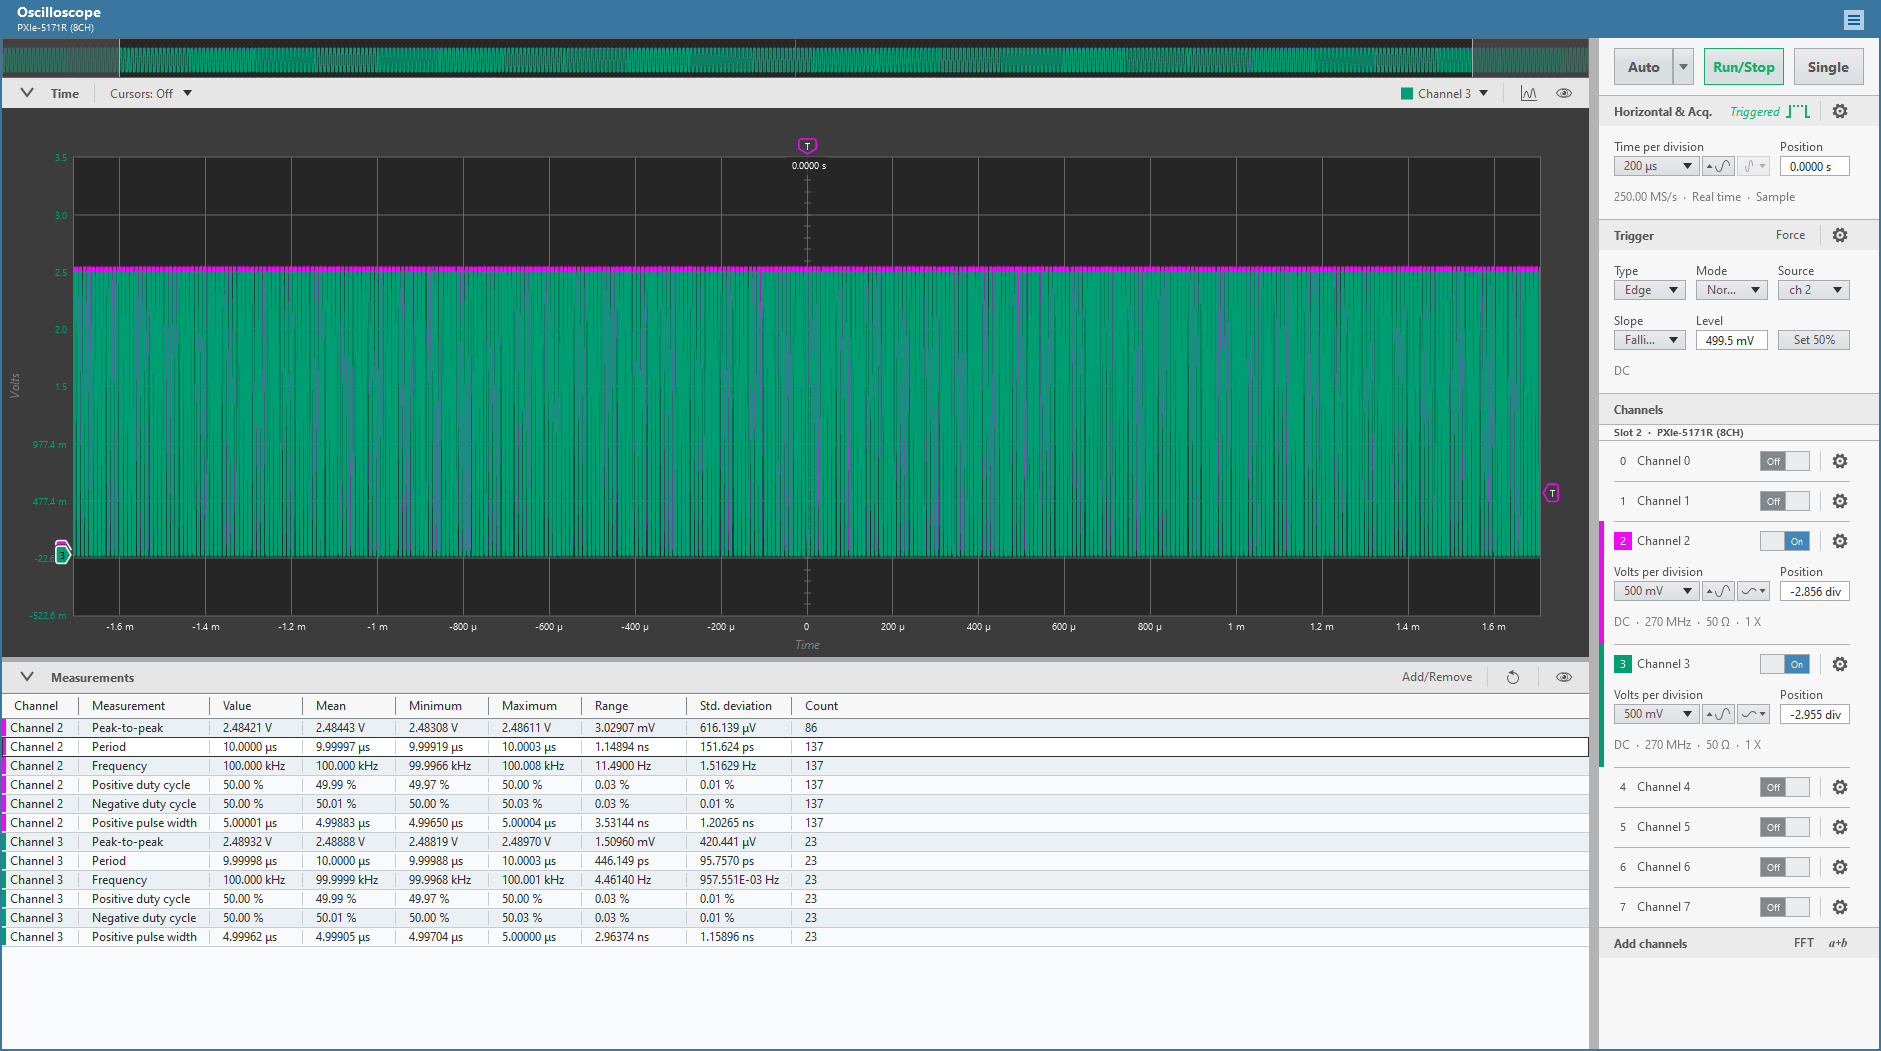 Oscilloscope
PXIe-5171R (8CH)
Time
Cursors: Off
Channel 3
Auto
Run/Stop
Single
Horizontal & Acq.
Triggered
Time per division
Position
200 µs
0.0000 s
250.00 MS/s · Real time · Sample
Trigger
Force
Type
Mode
Source
Edge
Nor...
ch 2
Slope
Level
Falli...
499.5 mV
Set 50%
DC
T
0.0000 s
3.5
3.0
2.5
2.0
1.5
977.4 m
477.4 m
-22.6
-522.6 m
Volts
3
T
-1.6 m
-1.4 m
-1.2 m
-1 m
-800 µ
-600 µ
-400 µ
-200 µ
0
200 µ
400 µ
600 µ
800 µ
1 m
1.2 m
1.4 m
1.6 m
Time
Channels
Slot 2 · PXIe-5171R (8CH)
0 Channel 0 Off
1 Channel 1 Off
2 Channel 2 On
Volts per division
Position
500 mV
-2.856 div
DC · 270 MHz · 50 Ω · 1 X
3 Channel 3 On
Volts per division
Position
500 mV
-2.955 div
DC · 270 MHz · 50 Ω · 1 X
4 Channel 4 Off
5 Channel 5 Off
6 Channel 6 Off
7 Channel 7 Off
Add channels
FFT
a+b
Measurements
Add/Remove
Channel Measurement Value Mean Minimum Maximum Range Std. deviation Count
Channel 2 Peak-to-peak 2.48421 V 2.48443 V 2.48308 V 2.48611 V 3.02907 mV 616.139 µV 86
Channel 2 Period 10.0000 µs 9.99997 µs 9.99919 µs 10.0003 µs 1.14894 ns 151.624 ps 137
Channel 2 Frequency 100.000 kHz 100.000 kHz 99.9966 kHz 100.008 kHz 11.4900 Hz 1.51629 Hz 137
Channel 2 Positive duty cycle 50.00 % 49.99 % 49.97 % 50.00 % 0.03 % 0.01 % 137
Channel 2 Negative duty cycle 50.00 % 50.01 % 50.00 % 50.03 % 0.03 % 0.01 % 137
Channel 2 Positive pulse width 5.00001 µs 4.99883 µs 4.99650 µs 5.00004 µs 3.53144 ns 1.20265 ns 137
Channel 3 Peak-to-peak 2.48932 V 2.48888 V 2.48819 V 2.48970 V 1.50960 mV 420.441 µV 23
Channel 3 Period 9.99998 µs 10.0000 µs 9.99988 µs 10.0003 µs 446.149 ps 95.7570 ps 23
Channel 3 Frequency 100.000 kHz 99.9999 kHz 99.9968 kHz 100.001 kHz 4.46140 Hz 957.551E-03 Hz 23
Channel 3 Positive duty cycle 50.00 % 49.99 % 49.97 % 50.00 % 0.03 % 0.01 % 23
Channel 3 Negative duty cycle 50.00 % 50.01 % 50.00 % 50.03 % 0.03 % 0.01 % 23
Channel 3 Positive pulse width 4.99962 µs 4.99905 µs 4.99704 µs 5.00000 µs 2.96374 ns 1.15896 ns 23